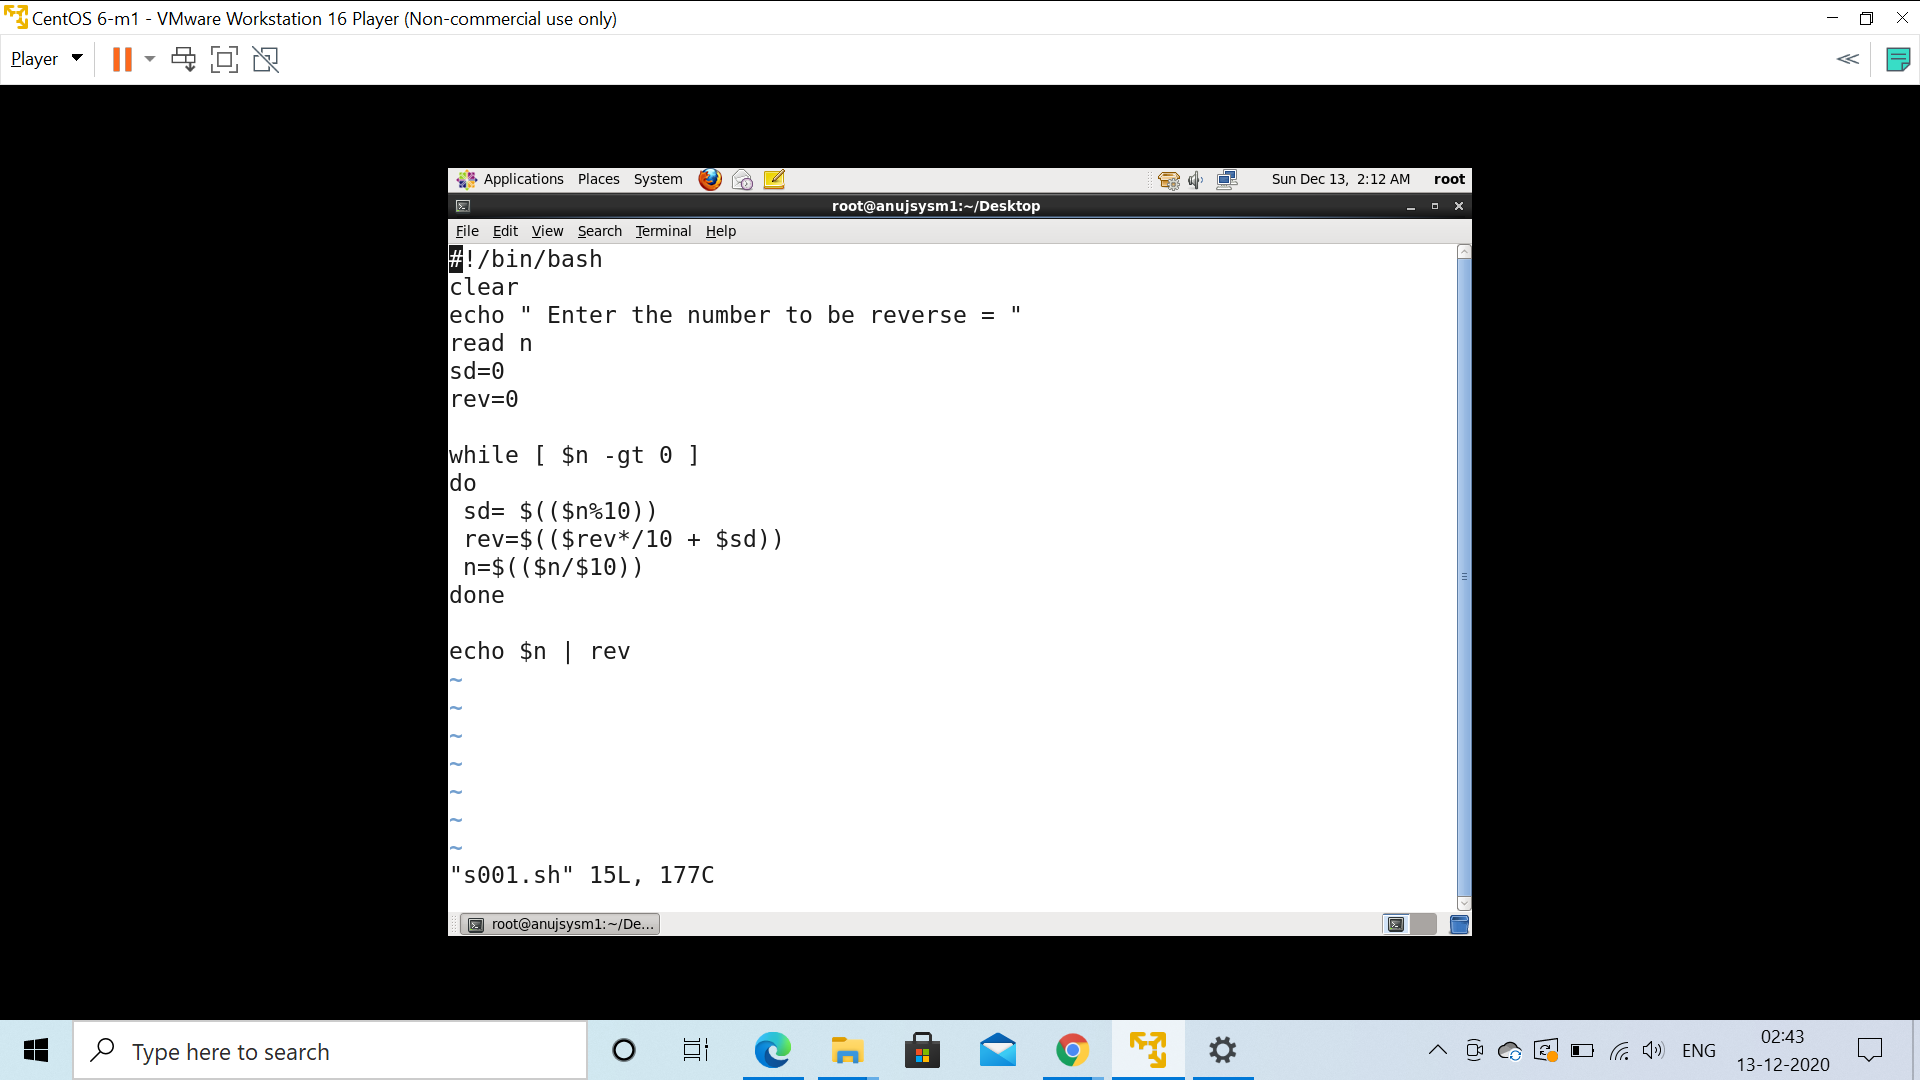 CentOS 6-m1 - VMware Workstation 16 Player (Non-commercial use only)
Player
Applications Places System Sun Dec 13, 2:12 AM root
root@anujsysm1:~/Desktop
File Edit View Search Terminal Help
#!/bin/bash
clear
echo " Enter the number to be reverse = "
read n
sd=0
rev=0
while [ $n -gt 0 ]
do
 sd= $(($n%10))
 rev=$(($rev*/10 + $sd))
 n=$(($n/$10))
done
echo $n | rev
~
~
~
~
~
~
~
"s001.sh" 15L, 177C
root@anujsysm1:~/De...
Type here to search
ENG
02:43
13-12-2020